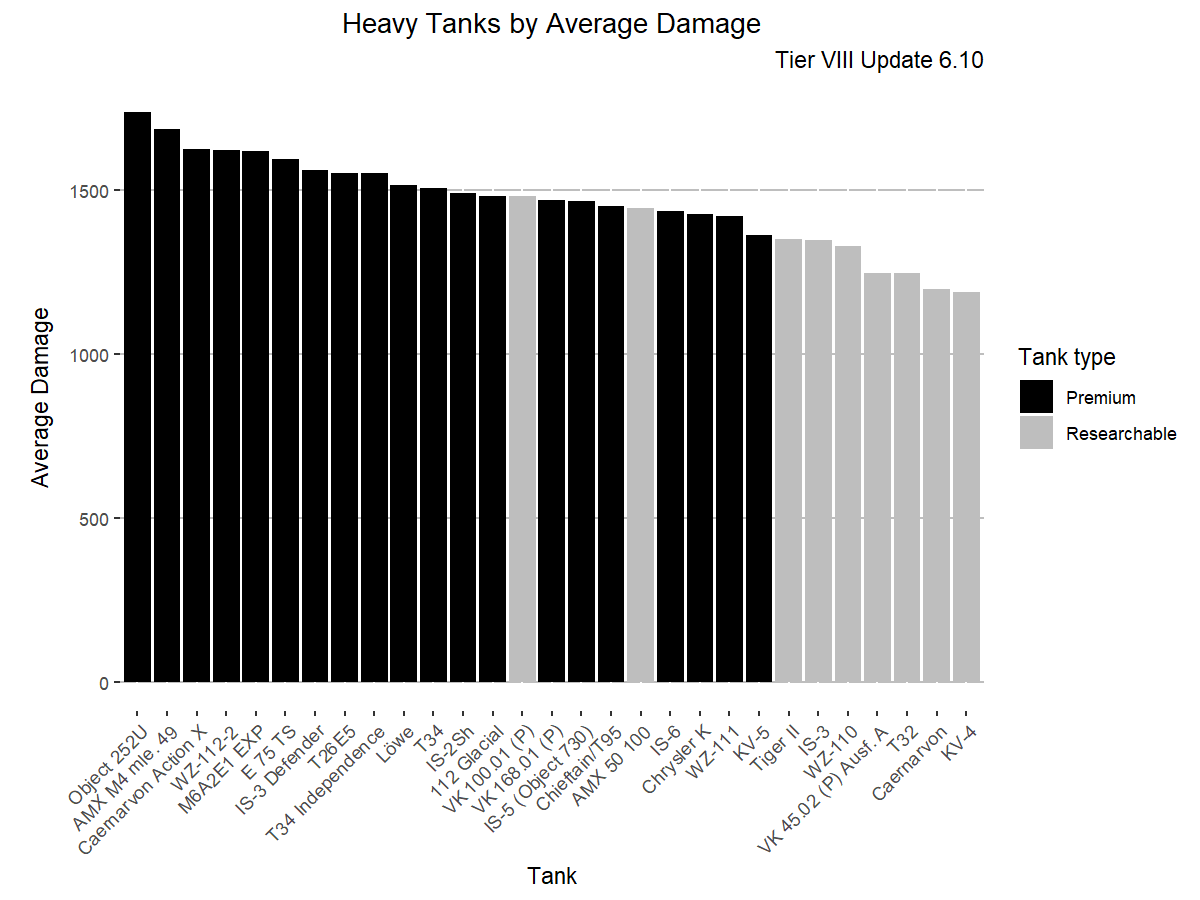 Heavy Tanks by Average Damage
Tier VIII Update 6.10
1500
1000
500
0
Average Damage
Object 252U
AMX M4 mle. 49
Caernarvon Action X
WZ-112-2
M6A2E1 EXP
E 75 TS
IS-3 Defender
T26E5
T34 Independence
Löwe
T34
IS-2Sh
112 Glacial
VK 100.01 (P)
VK 168.01 (P)
IS-5 (Object 730)
Chieftain/T95
AMX 50 100
IS-6
Chrysler K
WZ-111
KV-5
Tiger II
IS-3
WZ-110
VK 45.02 (P) Ausf. A
T32
Caernarvon
KV-4
Tank
Tank type
Premium
Researchable